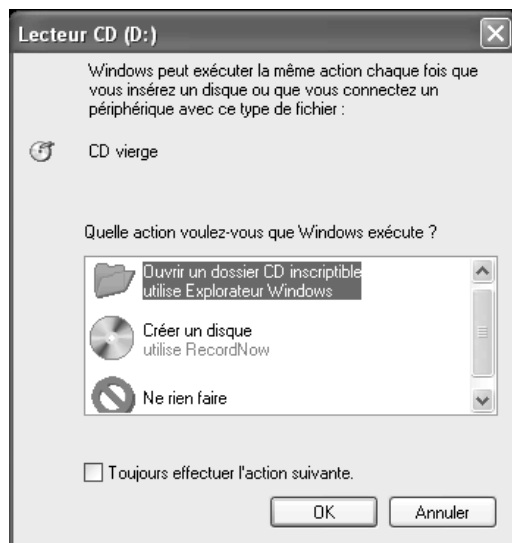 Lecteur CD (D:)
Windows peut exécuter la même action chaque fois que
vous insérez un disque ou que vous connectez un
périphérique avec ce type de fichier :
CD vierge
Quelle action voulez-vous que Windows exécute ?
Ouvrir un dossier CD inscriptible
utilise Explorateur Windows
Créer un disque
utilise RecordNow
Ne rien faire
Toujours effectuer l'action suivante.
OK
Annuler